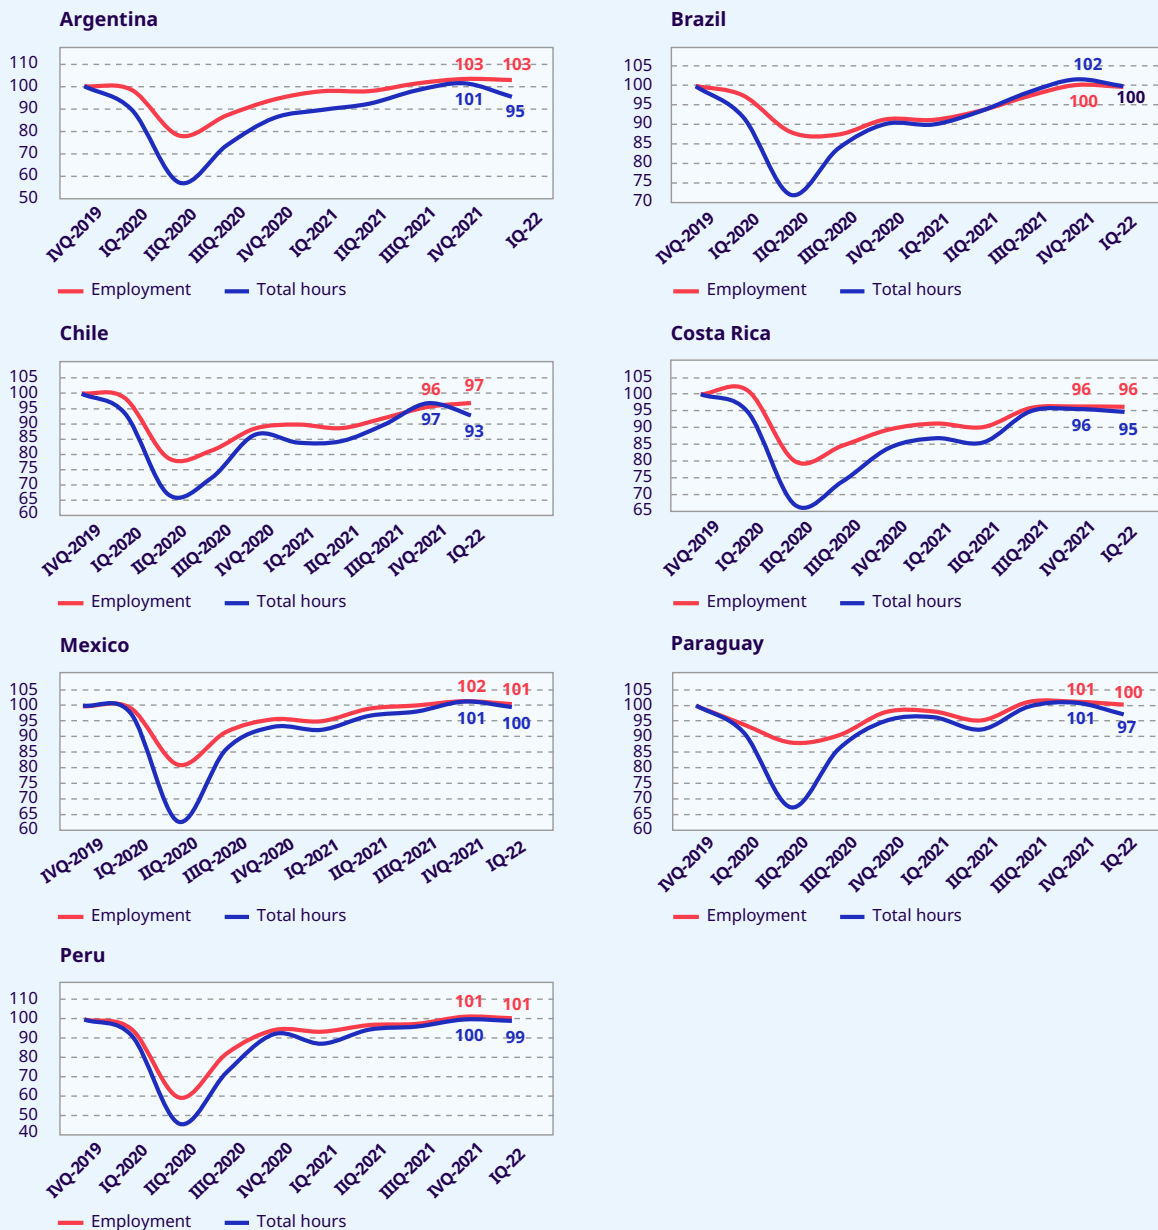 Argentina
110
100
90
80
70
60
50
103
103
101
95
IVQ-2019
IQ-2020
IIQ-2020
IIIQ-2020
IVQ-2020
IQ-2021
IIQ-2021
IIIQ-2021
IVQ-2021
IQ-22
Employment
Total hours
Brazil
105
100
95
90
85
80
75
70
102
100
100
IVQ-2019
IQ-2020
IIQ-2020
IIIQ-2020
IVQ-2020
IQ-2021
IIQ-2021
IIIQ-2021
IVQ-2021
IQ-22
Employment
Total hours
Chile
105
100
95
90
85
80
75
70
65
60
96
97
97
93
IVQ-2019
IQ-2020
IIQ-2020
IIIQ-2020
IVQ-2020
IQ-2021
IIQ-2021
IIIQ-2021
IVQ-2021
IQ-22
Employment
Total hours
Costa Rica
105
100
95
90
85
80
75
70
65
96
96
96
95
IVQ-2019
IQ-2020
IIQ-2020
IIIQ-2020
IVQ-2020
IQ-2021
IIQ-2021
IIIQ-2021
IVQ-2021
IQ-22
Employment
Total hours
Mexico
105
100
95
90
85
80
75
70
65
60
102
101
101
100
IVQ-2019
IQ-2020
IIQ-2020
IIIQ-2020
IVQ-2020
IQ-2021
IIQ-2021
IIIQ-2021
IVQ-2021
IQ-22
Employment
Total hours
Paraguay
105
100
95
90
85
80
75
70
65
60
101
100
101
97
IVQ-2019
IQ-2020
IIQ-2020
IIIQ-2020
IVQ-2020
IQ-2021
IIQ-2021
IIIQ-2021
IVQ-2021
IQ-22
Employment
Total hours
Peru
110
100
90
80
70
60
50
40
101
101
100
99
IVQ-2019
IQ-2020
IIQ-2020
IIIQ-2020
IVQ-2020
IQ-2021
IIQ-2021
IIIQ-2021
IVQ-2021
IQ-22
Employment
Total hours